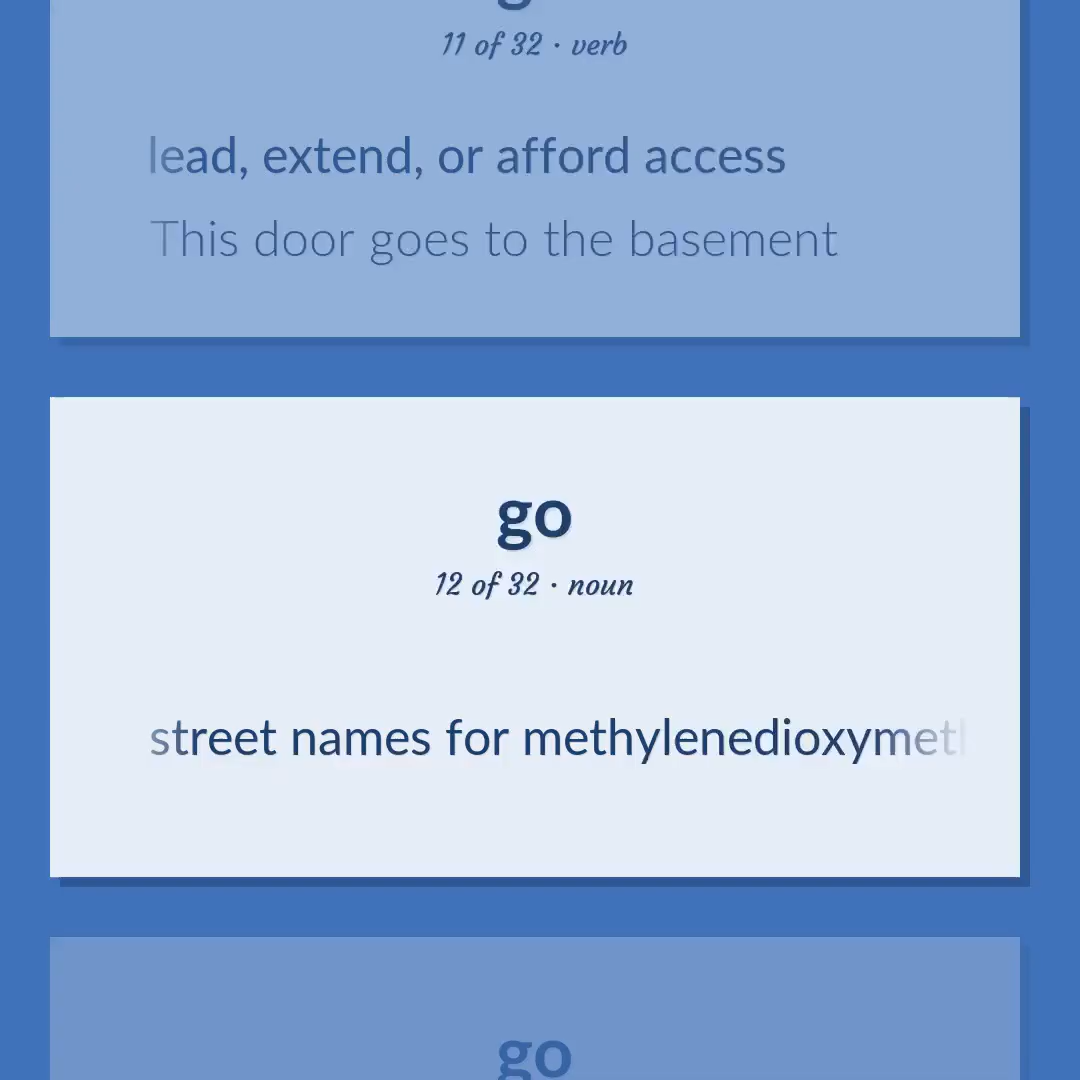 11 of 32 · verb
lead, extend, or afford access
This door goes to the basement
go
12 of 32 · noun
street names for methylenedioxymet
go